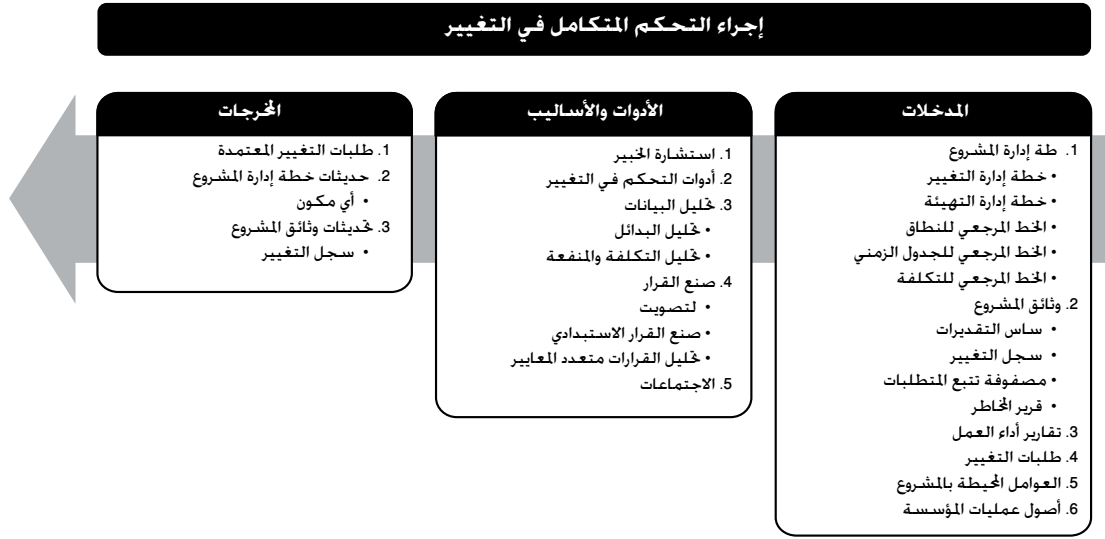 إجراء التحكم المتكامل في التغيير
المدخلات
1. طة إدارة المشروع
• خطة إدارة التغيير
• خطة إدارة التهيئة
• الخط المرجعي للنطاق
• الخط المرجعي للجدول الزمني
• الخط المرجعي للتكلفة
2. وثائق المشروع
• ساس التقديرات
• سجل التغيير
• مصفوفة تتبع المتطلبات
• قرير المخاطر
3. تقارير أداء العمل
4. طلبات التغيير
5. العوامل المحيطة بالمشروع
6. أصول عمليات المؤسسة
الأدوات والأساليب
1. استشارة الخبير
2. أدوات التحكم في التغيير
3. تحليل البيانات
• تحليل البدائل
• تحليل التكلفة والمنفعة
4. صنع القرار
• لتصويت
• صنع القرار الاستبدادي
• تحليل القرارات متعدد المعايير
5. الاجتماعات
المخرجات
1. طلبات التغيير المعتمدة
2. حديثات خطة إدارة المشروع
• أي مكون
3. تحديثات وثائق المشروع
• سجل التغيير